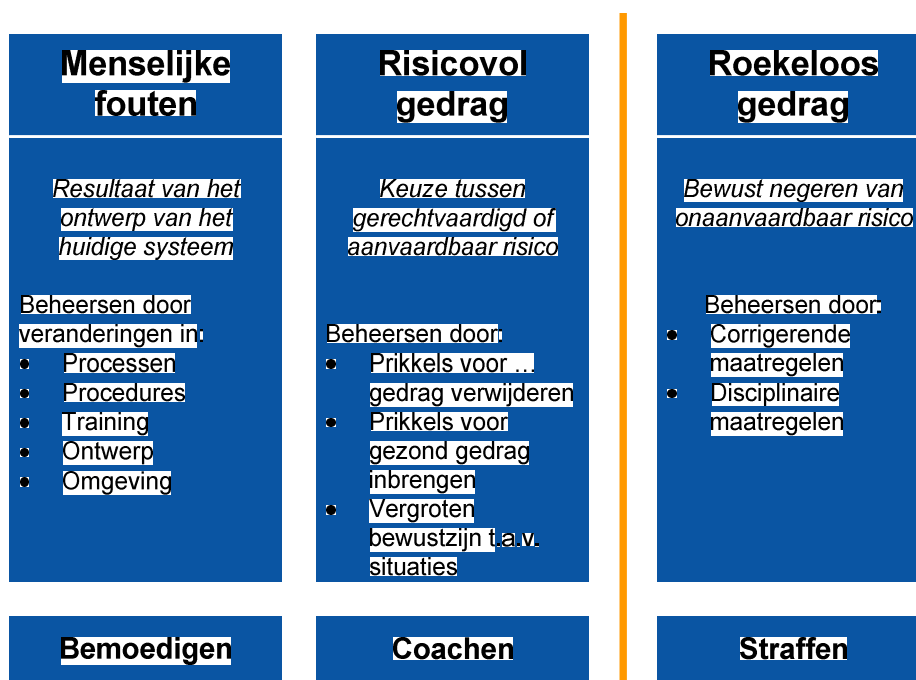 Menselijke
fouten
Resultaat van het
ontwerp van het
huidige systeem
Beheersen door
veranderingen in:
• Processen
• Procedures
• Training
• Ontwerp
• Omgeving
Bemoedigen
Risicovol
gedrag
Keuze tussen
gerechtvaardigd of
aanvaardbaar risico
Beheersen door:
• Prikkels voor …
gedrag verwijderen
• Prikkels voor
gezond gedrag
inbrengen
• Vergroten
bewustzijn t.a.v.
situaties
Coachen
Roekeloos
gedrag
Bewust negeren van
onaanvaardbaar risico
Beheersen door:
• Corrigerende
maatregelen
• Disciplinaire
maatregelen
Straffen